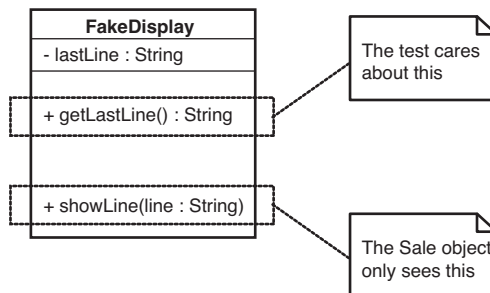 FakeDisplay
- lastLine : String
+ getLastLine() : String
+ showLine(line : String)
The test cares
about this
The Sale object
only sees this